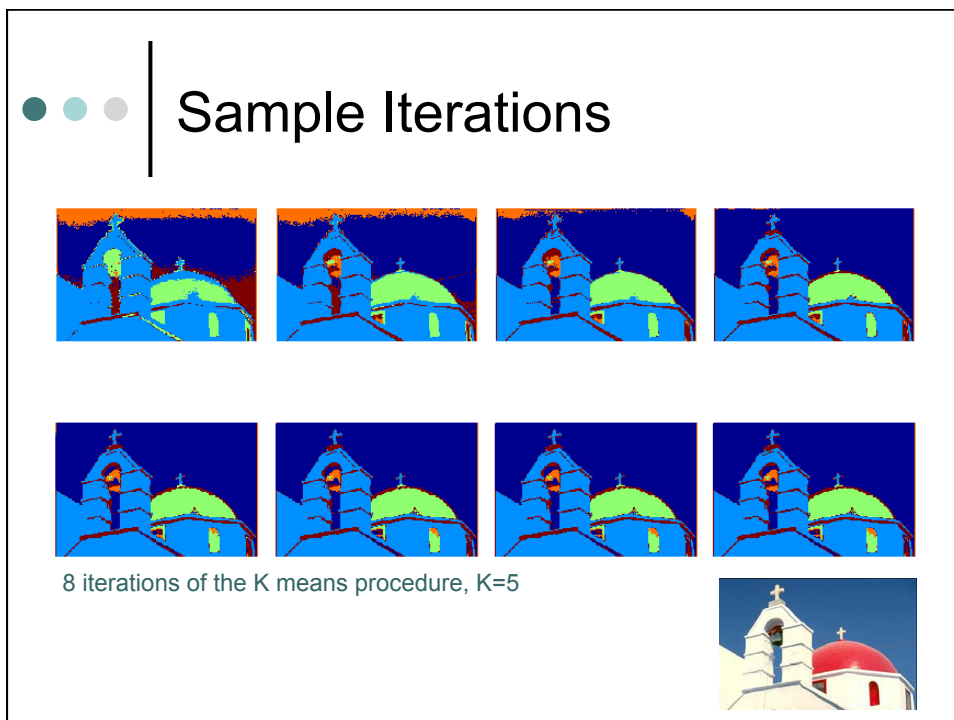 Sample Iterations
8 iterations of the K means procedure, K=5